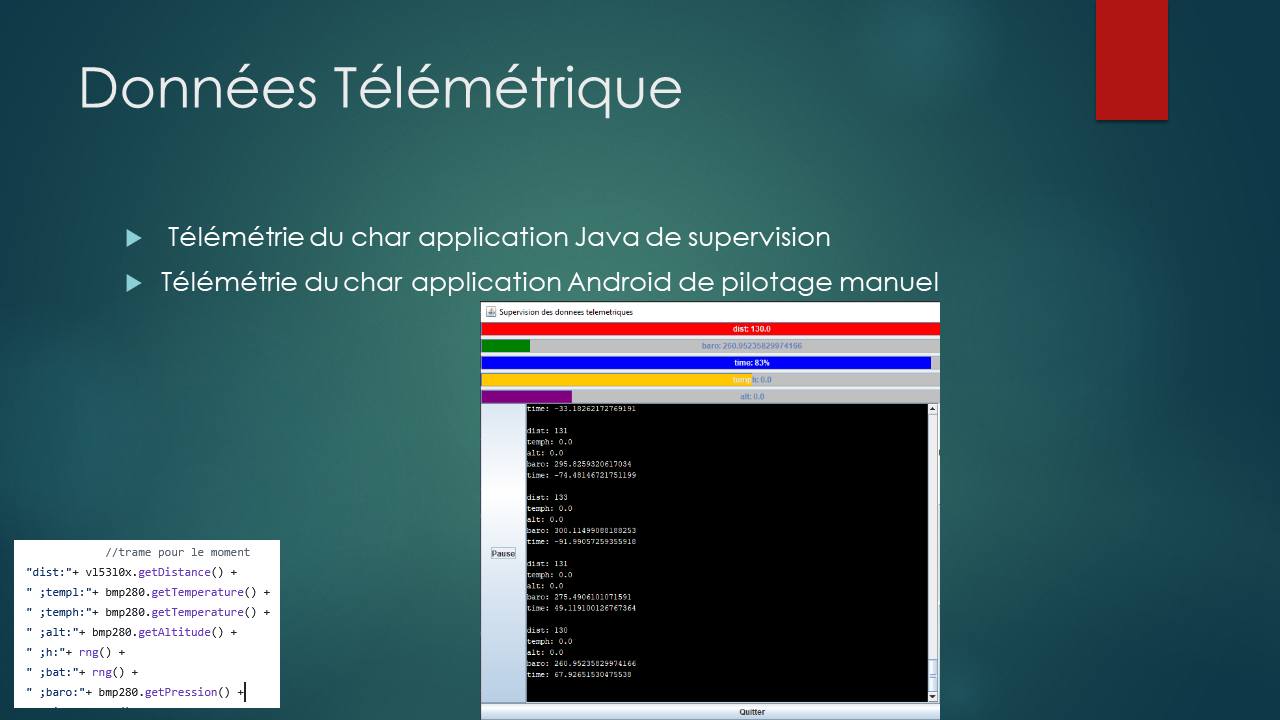 Données Télémétrique
Télémétrie du char application Java de supervision
Télémétrie du char application Android de pilotage manuel
Supervision des donnees telemetriques
dist: 130.0
baro: 260.95235829974166
time: 83%
temph: 0.0
alt: 0.0
time: -33.18262172769191
dist: 131
temph: 0.0
alt: 0.0
baro: 295.8259320617034
time: -74.48146721751199
dist: 133
temph: 0.0
alt: 0.0
baro: 300.11499088188253
time: -91.99057259355918
dist: 131
temph: 0.0
alt: 0.0
baro: 275.4906101071591
time: 49.119100126767364
dist: 130
temph: 0.0
alt: 0.0
baro: 260.95235829974166
time: 67.92651530475538
Pause
Quitter
//trame pour le moment
"dist:"+ vl53l0x.getDistance() +
" ;templ:"+ bmp280.getTemperature() +
" ;temph:"+ bmp280.getTemperature() +
" ;alt:"+ bmp280.getAltitude() +
" ;h:"+ rng() +
" ;bat:"+ rng() +
" ;baro:"+ bmp280.getPression() +